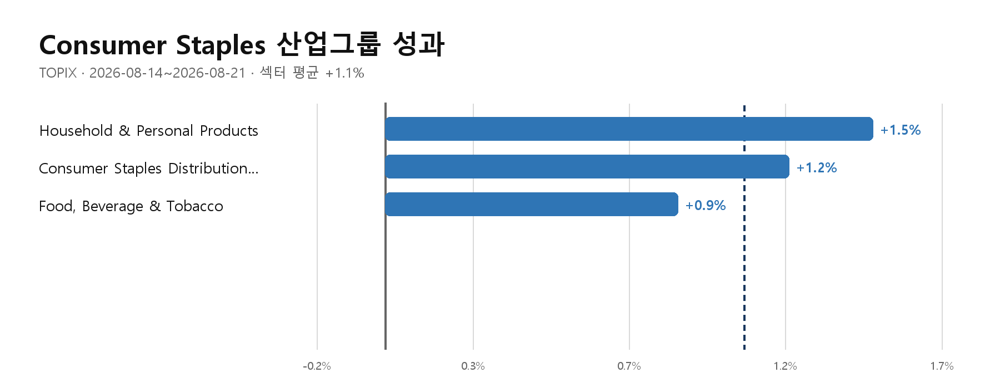 Consumer Staples 산업그룹 성과
TOPIX · 2026-08-14~2026-08-21 · 섹터 평균 +1.1%
Household & Personal Products +1.5%
Consumer Staples Distribution... +1.2%
Food, Beverage & Tobacco +0.9%
-0.2% 0.3% 0.7% 1.2% 1.7%